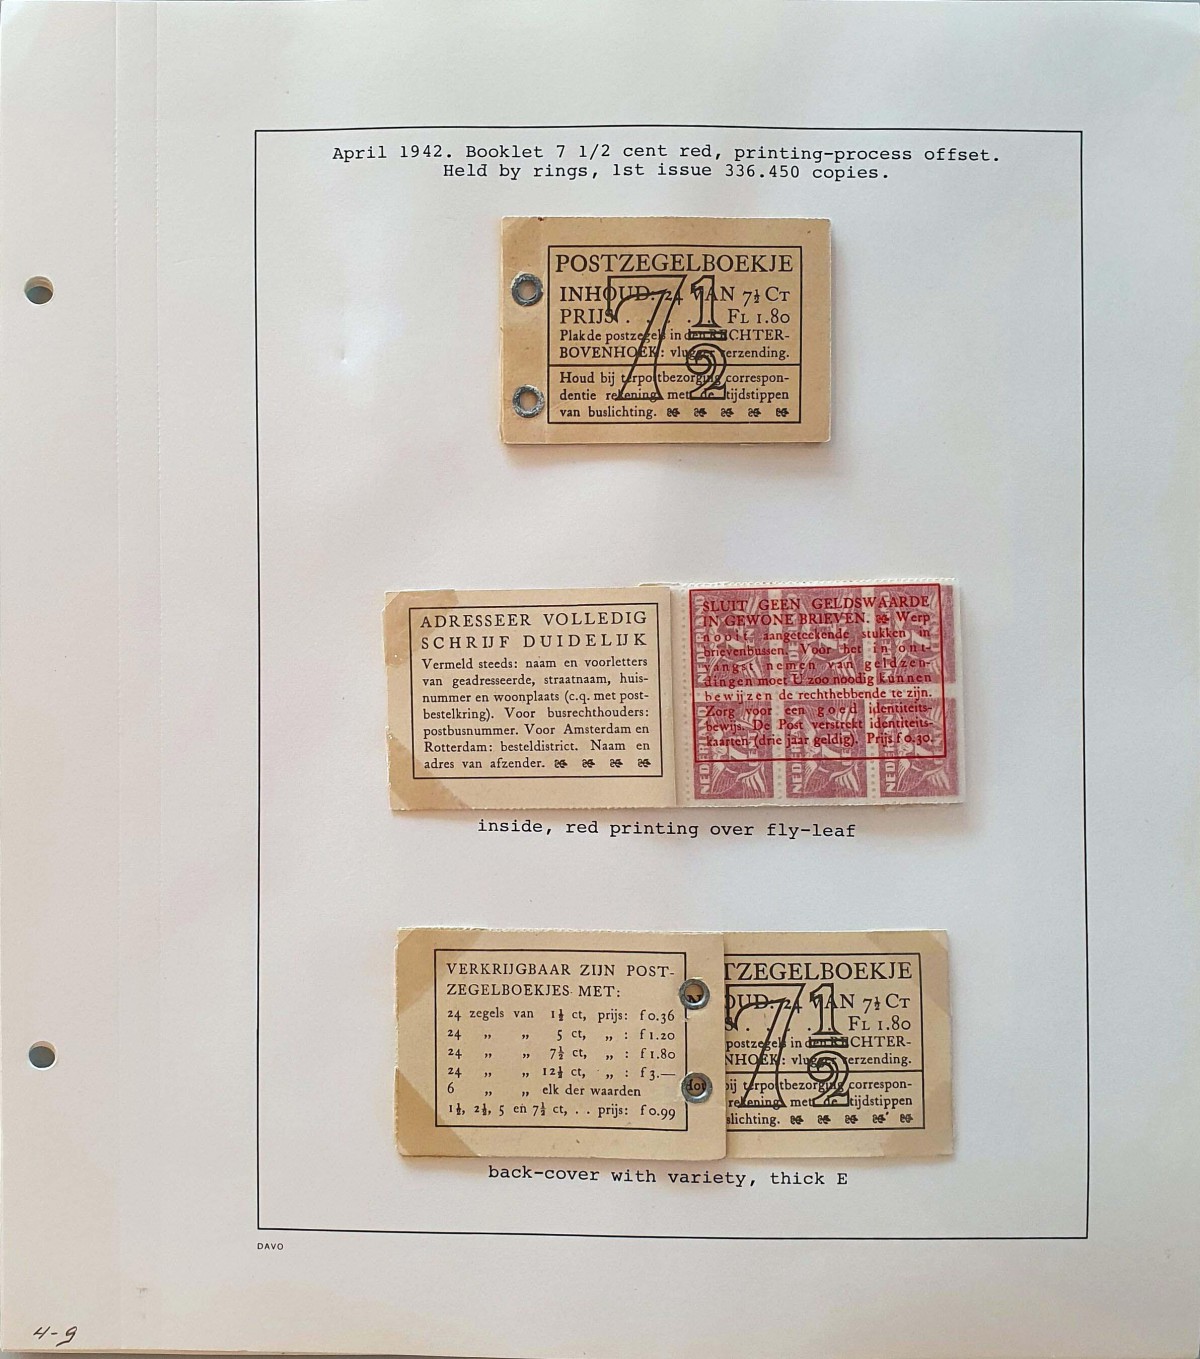 April 1942. Booklet 7 1/2 cent red, printing-process offset.
Held by rings, 1st issue 336.450 copies.
POSTZEGELBOEKJE
INHOUD: 24 VAN 7½ CT
PRIJS . . . . . FL 1.80
7½
Plak de postzegels in den RECHTER-
BOVENHOEK: vlugger verzending.
Houd bij terpostbezorging correspon-
dentie rekening met de tijdstippen
van buslichting.
ADRESSEER VOLLEDIG
SCHRIJF DUIDELIJK
Vermeld steeds: naam en voorletters
van geadresseerde, straatnaam, huis-
nummer en woonplaats (c.q. met post-
bestelkring). Voor busrechthouders:
postbusnummer. Voor Amsterdam en
Rotterdam: besteldistrict. Naam en
adres van afzender.
SLUIT GEEN GELDSWAARDE
IN GEWONE BRIEVEN. Werp
nooit aangeteekende stukken in
brievenbussen. Voor het in ont-
vangst nemen van geldzen-
dingen moet U zoo noodig kunnen
bewijzen de rechthebbende te zijn.
Zorg voor een goed identiteits-
bewijs. De Post verstrekt identiteits-
kaarten (drie jaar geldig). Prijs f 0.30.
NEDERLAND
NEDERLAND
NEDERLAND
inside, red printing over fly-leaf
VERKRIJGBAAR ZIJN POST-
ZEGELBOEKJES MET:
24 zegels van 1½ ct, prijs: f 0.36
24 „ „ 5 ct, „ : f 1.20
24 „ „ 7½ ct, „ : f 1.80
24 „ „ 12½ ct, „ : f 3.—
6 „ „ elk der waarden
1½, 2½, 5 en 7½ ct, . . prijs: f 0.99
TZEGELBOEKJE
OUD: 24 VAN 7½ CT
S . . . . . FL 1.80
7½
postzegels in den RECHTER-
NHOEK: vlugger verzending.
bij terpostbezorging correspon-
rekening met de tijdstippen
slichting.
back-cover with variety, thick E
DAVO
4-9